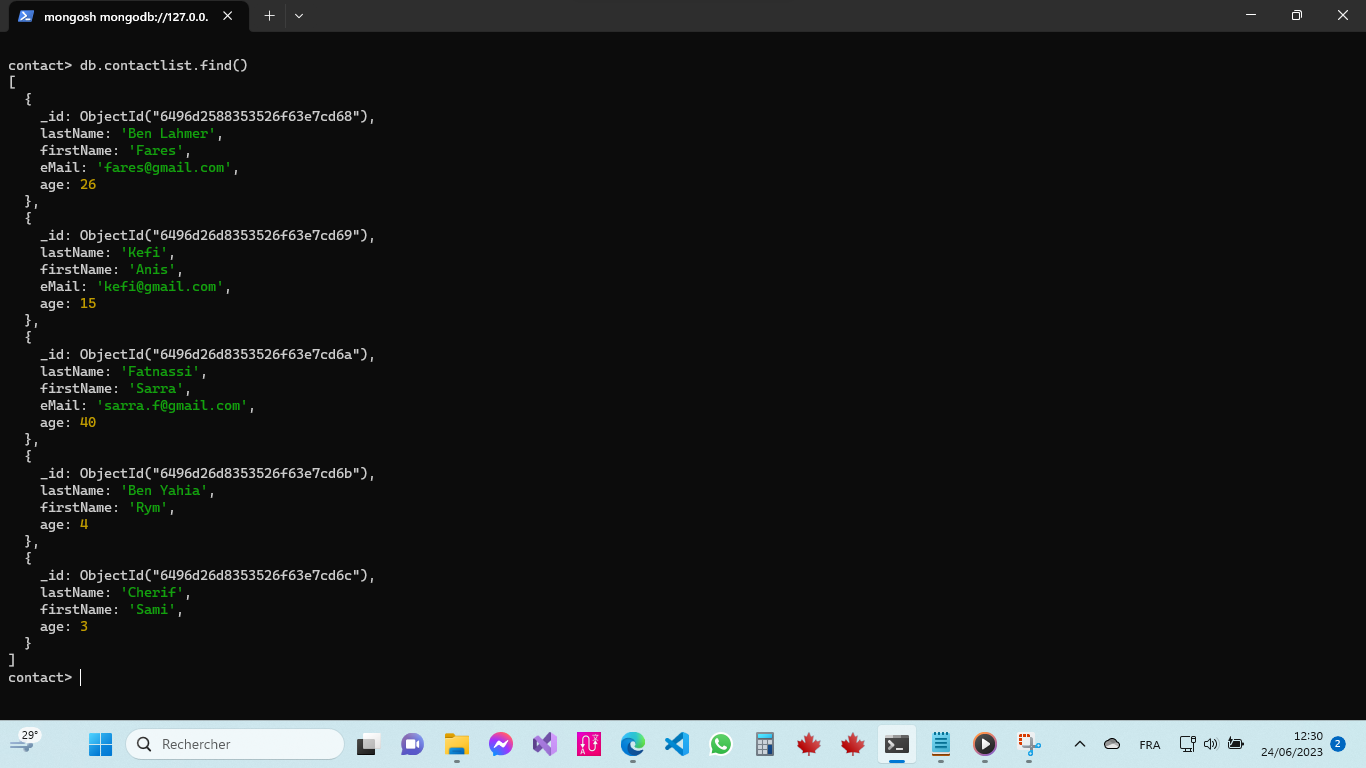 mongosh mongodb://127.0.0.
contact> db.contactlist.find()
[
  {
    _id: ObjectId("6496d2588353526f63e7cd68"),
    lastName: 'Ben Lahmer',
    firstName: 'Fares',
    eMail: 'fares@gmail.com',
    age: 26
  },
  {
    _id: ObjectId("6496d26d8353526f63e7cd69"),
    lastName: 'Kefi',
    firstName: 'Anis',
    eMail: 'kefi@gmail.com',
    age: 15
  },
  {
    _id: ObjectId("6496d26d8353526f63e7cd6a"),
    lastName: 'Fatnassi',
    firstName: 'Sarra',
    eMail: 'sarra.f@gmail.com',
    age: 40
  },
  {
    _id: ObjectId("6496d26d8353526f63e7cd6b"),
    lastName: 'Ben Yahia',
    firstName: 'Rym',
    age: 4
  },
  {
    _id: ObjectId("6496d26d8353526f63e7cd6c"),
    lastName: 'Cherif',
    firstName: 'Sami',
    age: 3
  }
]
contact>
29°
Rechercher
FRA
12:30
24/06/2023
2